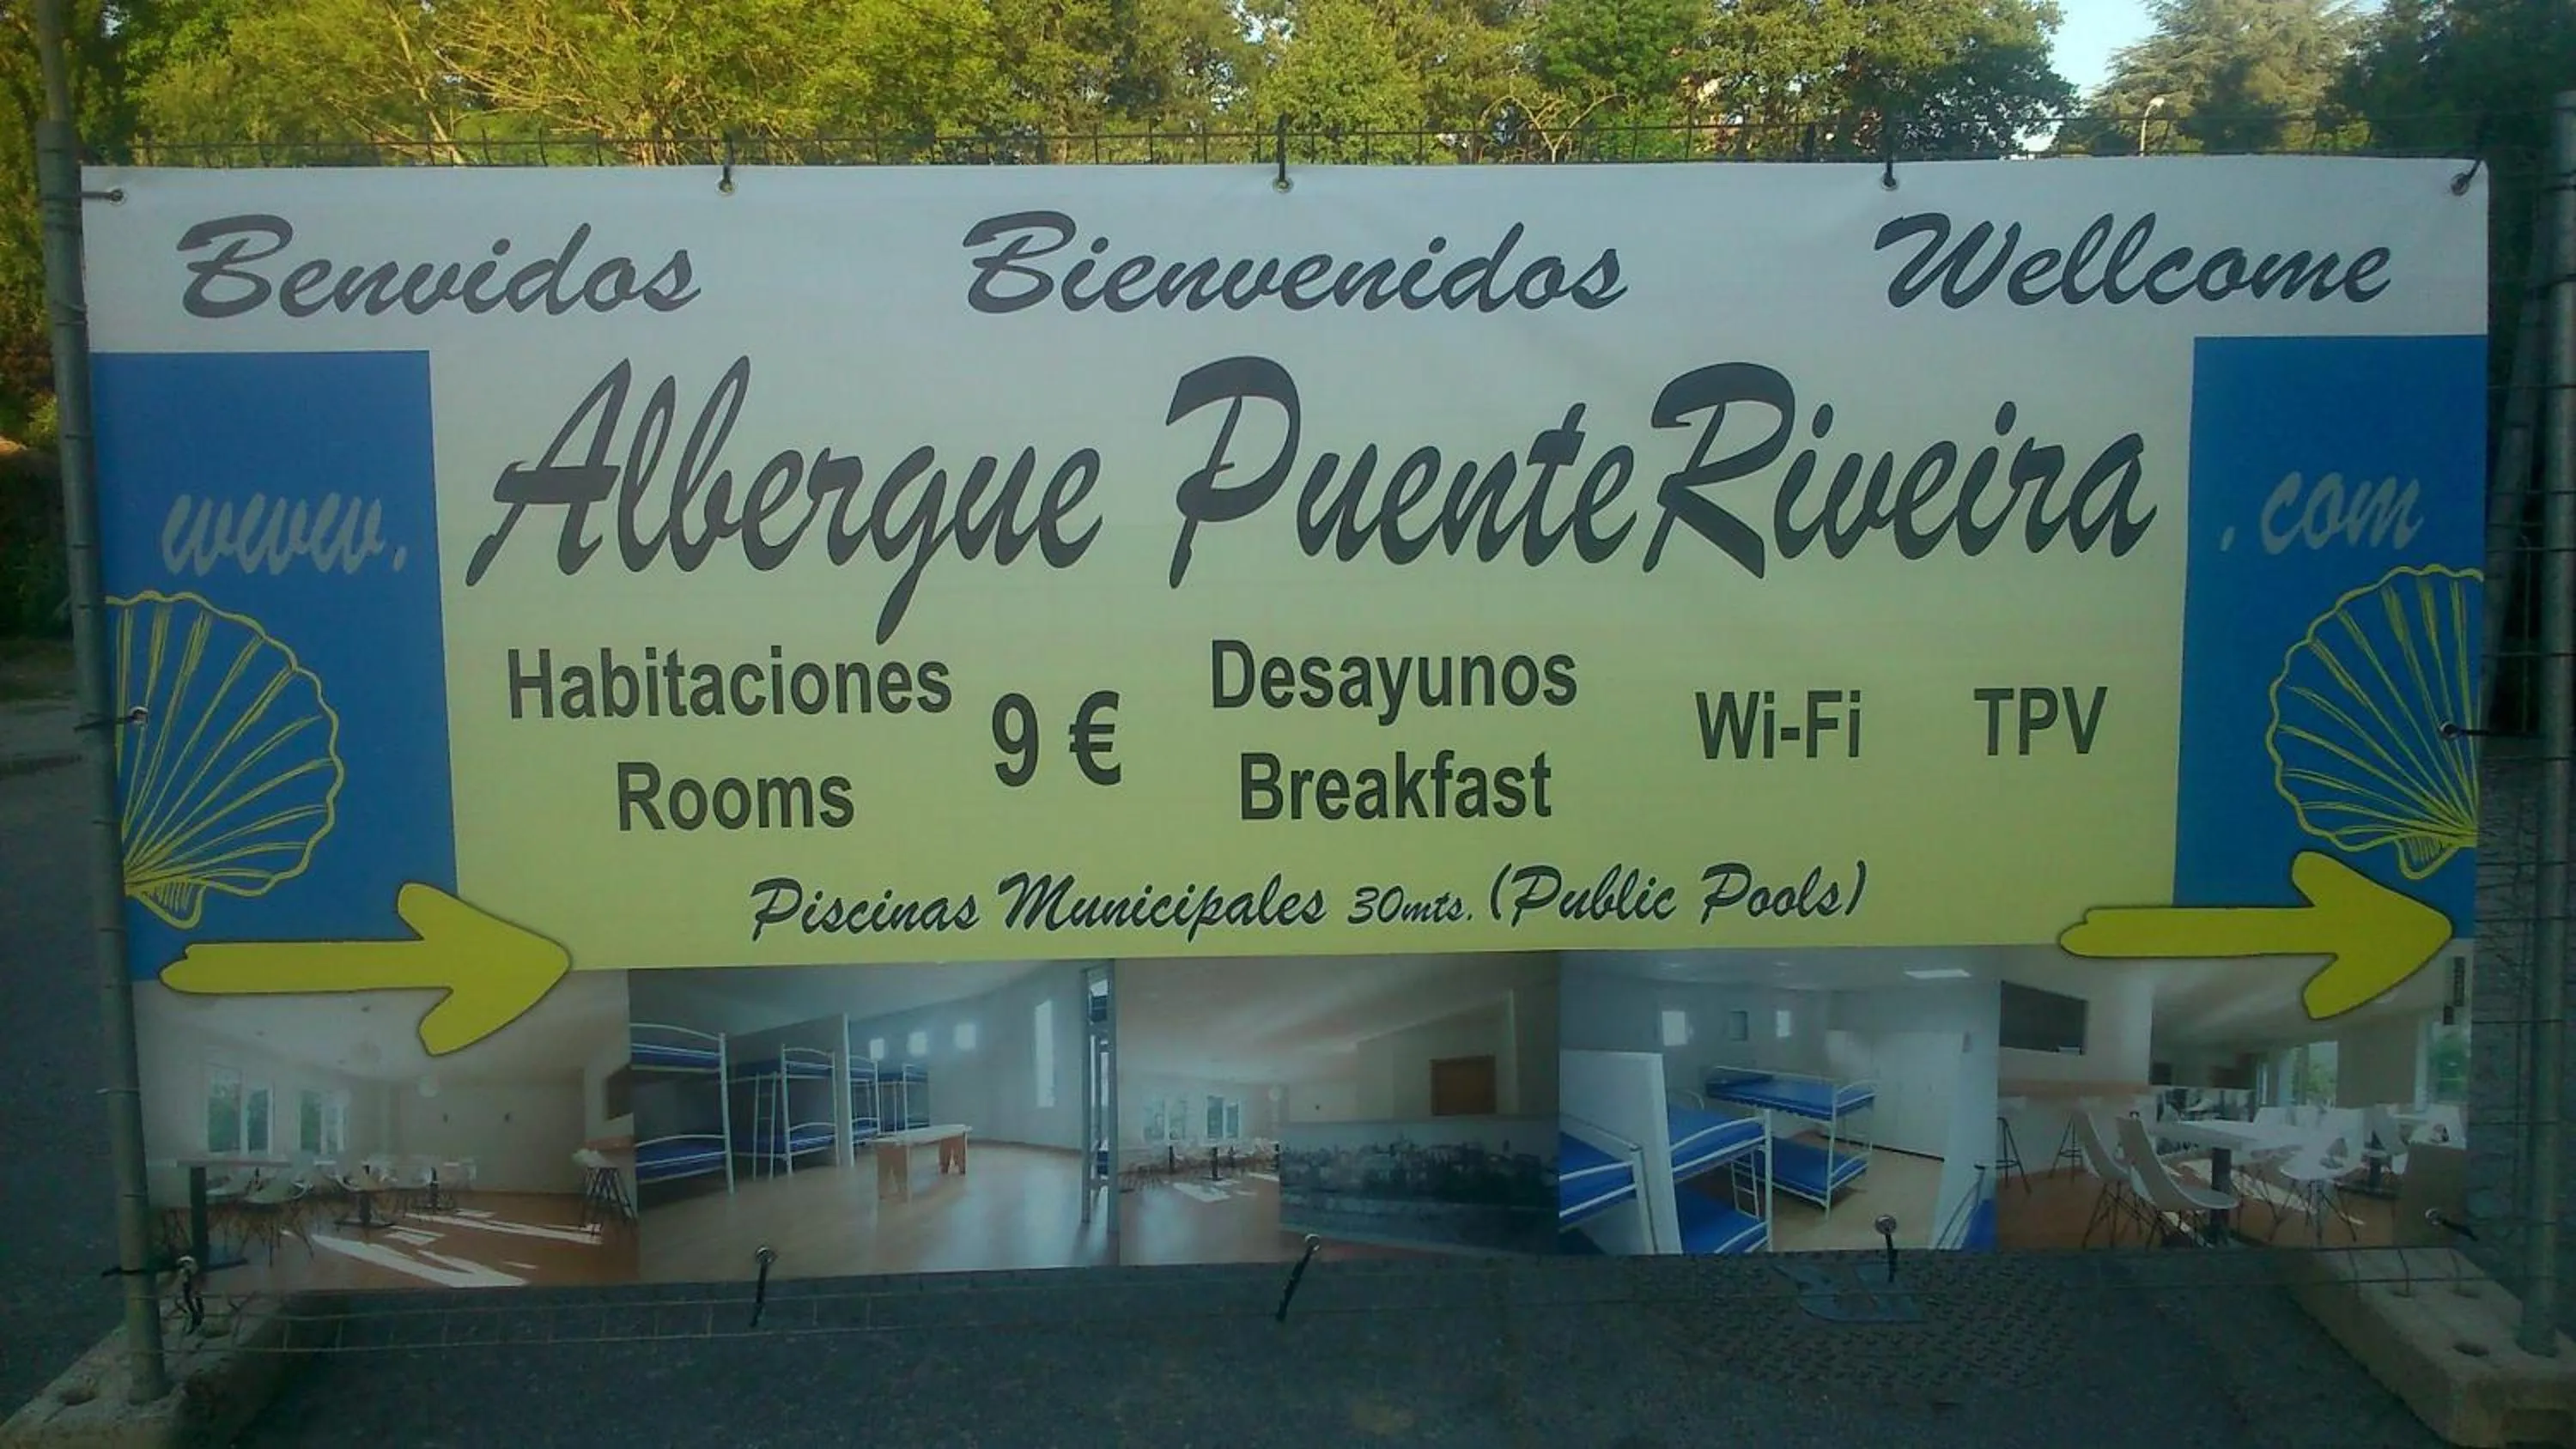 Benvidos Bienvenidos Wellcome
www. Albergue PuenteRiveira .com
Habitaciones
Rooms
9 €
Desayunos
Breakfast
Wi-Fi
TPV
Piscinas Municipales 30mts. (Public Pools)